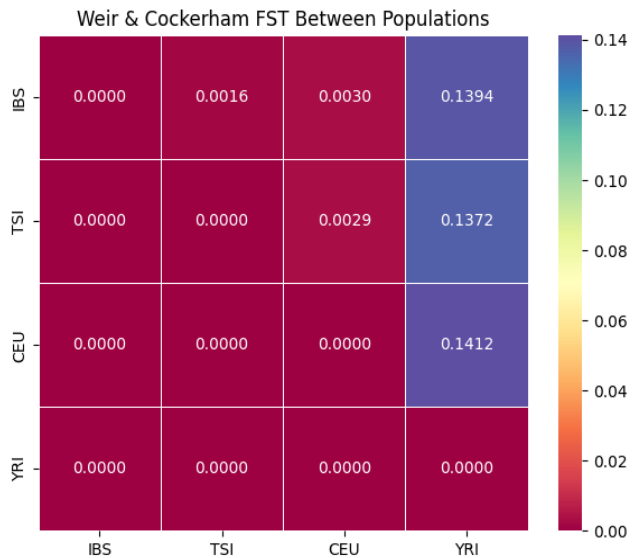 Weir & Cockerham FST Between Populations
IBS 0.0000 0.0016 0.0030 0.1394
TSI 0.0000 0.0000 0.0029 0.1372
CEU 0.0000 0.0000 0.0000 0.1412
YRI 0.0000 0.0000 0.0000 0.0000
IBS TSI CEU YRI
0.14
0.12
0.10
0.08
0.06
0.04
0.02
0.00